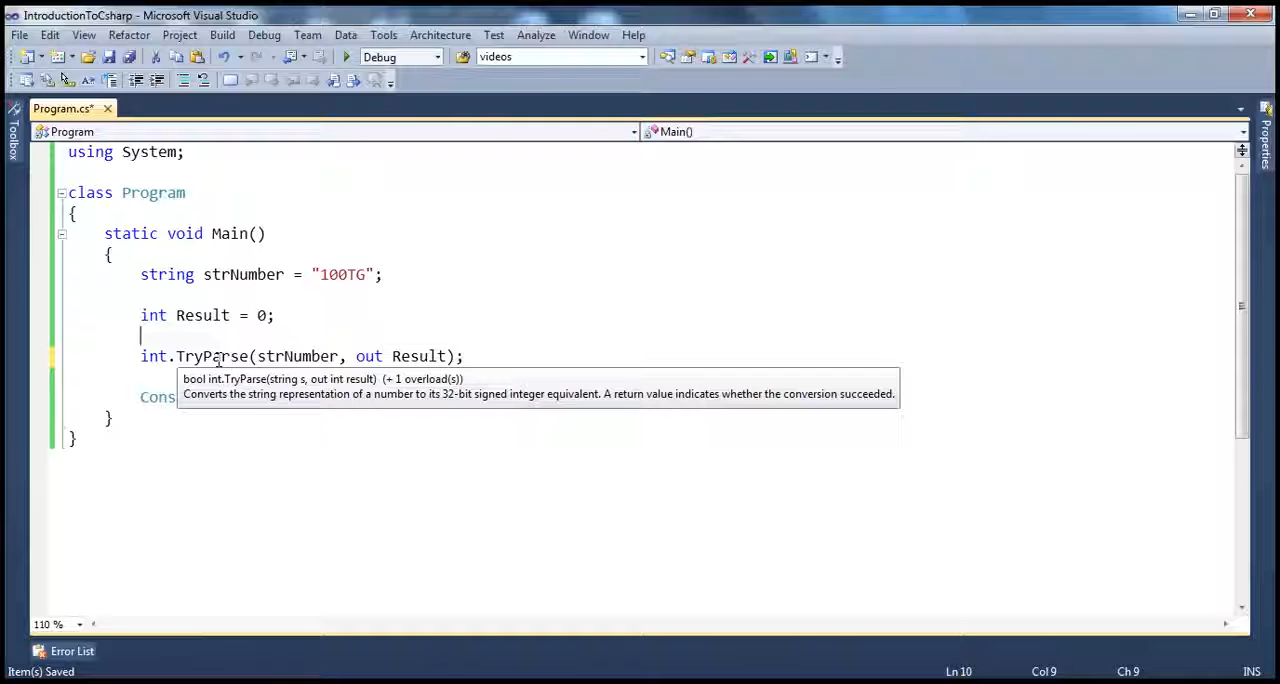 IntroductionToCsharp - Microsoft Visual Studio
File Edit View Refactor Project Build Debug Team Data Tools Architecture Test Analyze Window Help
Debug videos
Program.cs* ×
Toolbox
Program Main()
Properties
using System;
class Program
{
static void Main()
{
string strNumber = "100TG";
int Result = 0;
int.TryParse(strNumber, out Result);
bool int.TryParse(string s, out int result) (+ 1 overload(s))
Converts the string representation of a number to its 32-bit signed integer equivalent. A return value indicates whether the conversion succeeded.
Cons
}
}
110 %
Error List
Item(s) Saved Ln 10 Col 9 Ch 9 INS